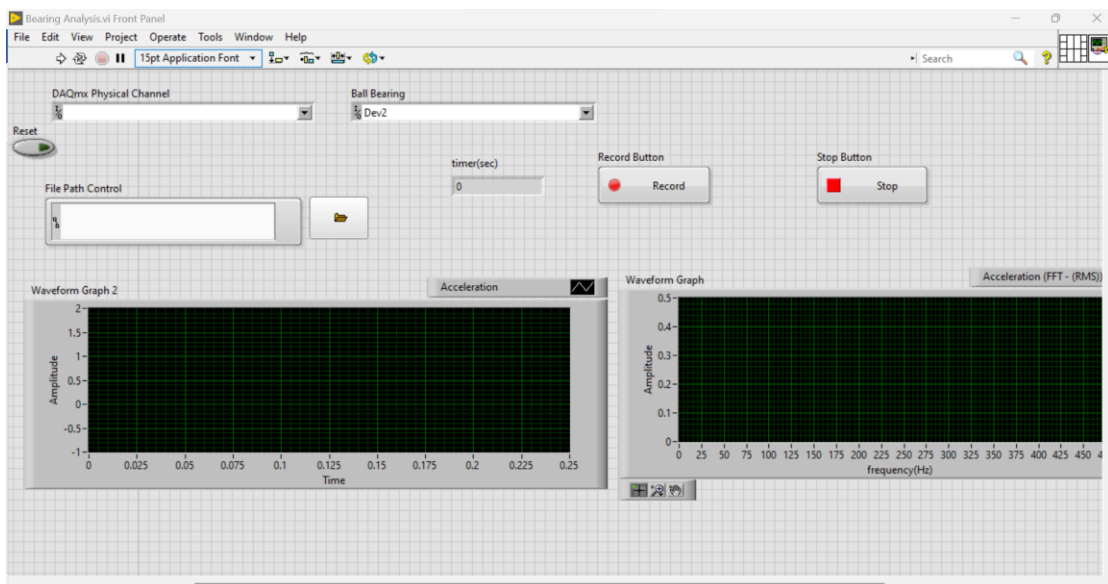 Bearing Analysis.vi Front Panel
File Edit View Project Operate Tools Window Help
15pt Application Font
Search
DAQmx Physical Channel
Ball Bearing
Dev2
Reset
timer(sec)
0
Record Button
Record
Stop Button
Stop
File Path Control
Waveform Graph 2
Acceleration
2
1.5
1
0.5
0
-0.5
-1
Amplitude
0 0.025 0.05 0.075 0.1 0.125 0.15 0.175 0.2 0.225 0.25
Time
Waveform Graph
Acceleration (FFT - (RMS))
0.5
0.4
0.3
0.2
0.1
0
Amplitude
0 25 50 75 100 125 150 175 200 225 250 275 300 325 350 375 400 425 450
frequency(Hz)